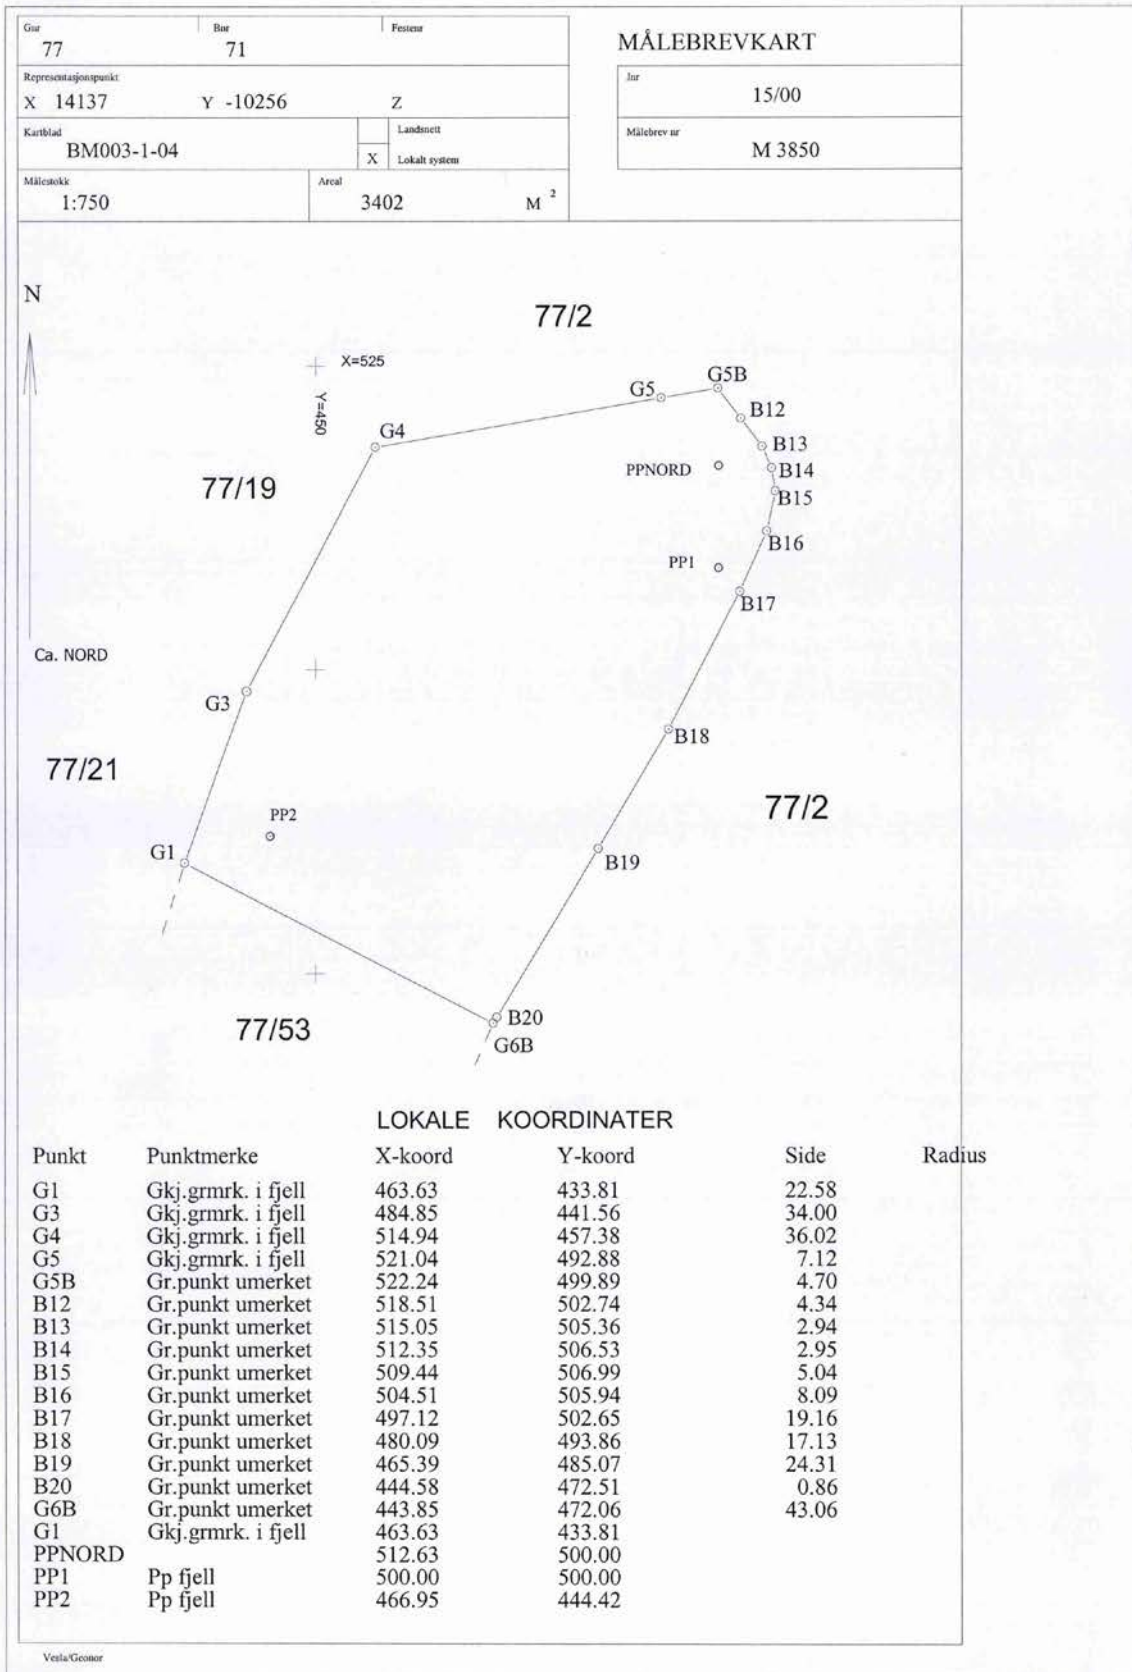 Gnr Bnr Festenr
77 71
MÅLEBREVKART
Representasjonspunkt
X 14137 Y -10256 Z
Jnr
15/00
Kartblad
BM003-1-04
Landsnett
X Lokalt system
Målebrev nr
M 3850
Målestokk
1:750
Areal
3402 M 2
N
77/2
X=525
Y=450
G5B
G5
B12
G4
B13
B14
PPNORD
77/19
B15
B16
PP1
B17
Ca. NORD
G3
B18
77/21
77/2
PP2
G1
B19
77/53
B20
G6B
LOKALE KOORDINATER
Punkt Punktmerke X-koord Y-koord Side Radius
G1 Gkj.grmrk. i fjell 463.63 433.81 22.58
G3 Gkj.grmrk. i fjell 484.85 441.56 34.00
G4 Gkj.grmrk. i fjell 514.94 457.38 36.02
G5 Gkj.grmrk. i fjell 521.04 492.88 7.12
G5B Gr.punkt umerket 522.24 499.89 4.70
B12 Gr.punkt umerket 518.51 502.74 4.34
B13 Gr.punkt umerket 515.05 505.36 2.94
B14 Gr.punkt umerket 512.35 506.53 2.95
B15 Gr.punkt umerket 509.44 506.99 5.04
B16 Gr.punkt umerket 504.51 505.94 8.09
B17 Gr.punkt umerket 497.12 502.65 19.16
B18 Gr.punkt umerket 480.09 493.86 17.13
B19 Gr.punkt umerket 465.39 485.07 24.31
B20 Gr.punkt umerket 444.58 472.51 0.86
G6B Gr.punkt umerket 443.85 472.06 43.06
G1 Gkj.grmrk. i fjell 463.63 433.81
PPNORD 512.63 500.00
PP1 Pp fjell 500.00 500.00
PP2 Pp fjell 466.95 444.42
Vesla/Geonor